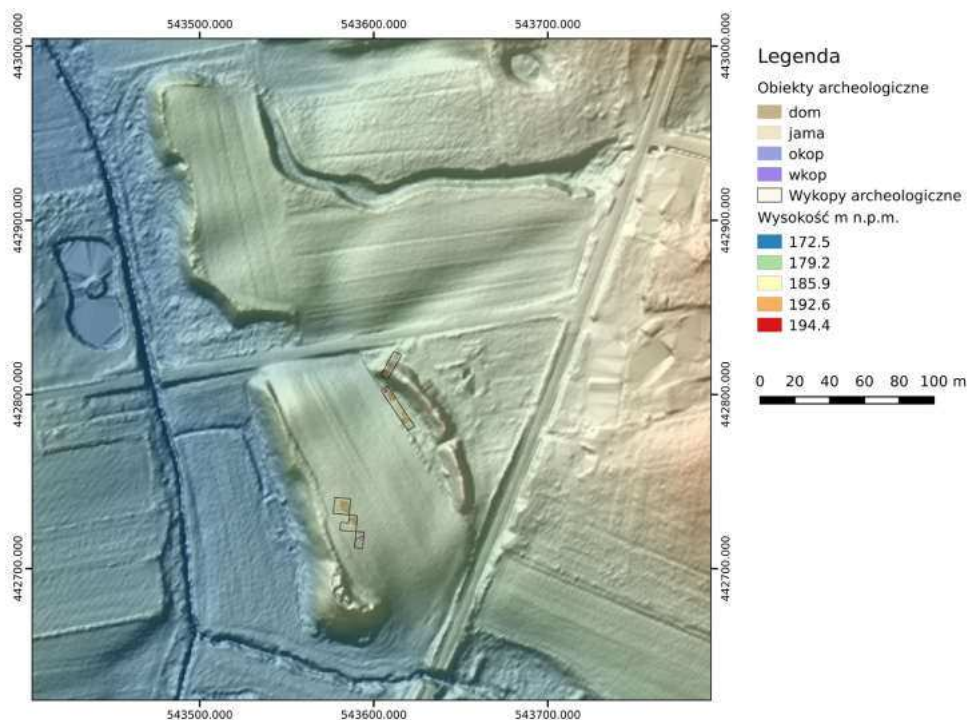 543500.000 543600.000 543700.000
443000.000 443000.000
442900.000 442900.000
442800.000 442800.000
442700.000 442700.000
543500.000 543600.000 543700.000
Legenda
Obiekty archeologiczne
dom
jama
okop
wkop
Wykopy archeologiczne
Wysokość m n.p.m.
172.5
179.2
185.9
192.6
194.4
0 20 40 60 80 100 m